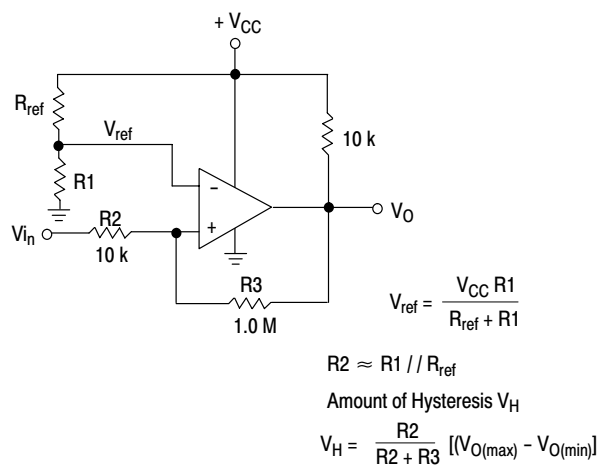 + VCC
Rref
Vref
10 k
R1
-
+
VO
Vin
R2
10 k
R3
1.0 M
Vref = VCC R1 / Rref + R1
R2 ≈ R1 // Rref
Amount of Hysteresis VH
VH = R2 / R2 + R3 [(VO(max) - VO(min)]